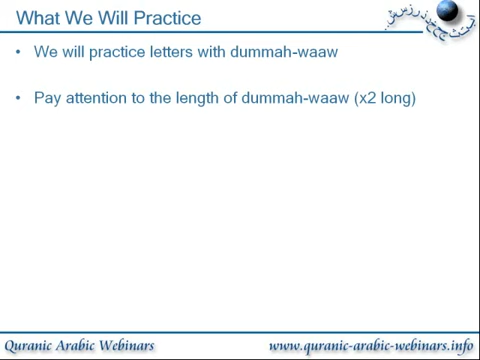 What We Will Practice
• We will practice letters with dummah-waaw
• Pay attention to the length of dummah-waaw (x2 long)
Quranic Arabic Webinars
www.quranic-arabic-webinars.info